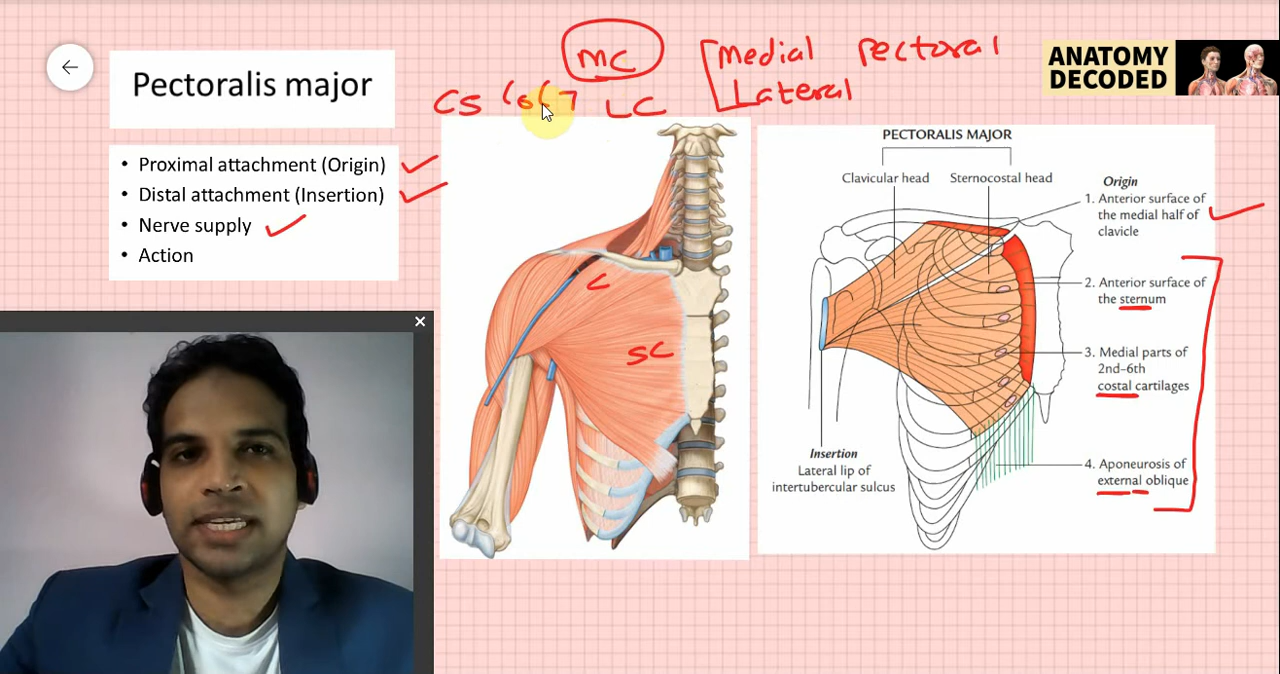 Pectoralis major
• Proximal attachment (Origin)
• Distal attachment (Insertion)
• Nerve supply
• Action
MC
Medial Pectoral
Lateral
C5 C6 C7 LC
ANATOMY
DECODED
C
SC
PECTORALIS MAJOR
Clavicular head
Sternocostal head
Origin
1. Anterior surface of
the medial half of
clavicle
2. Anterior surface of
the sternum
3. Medial parts of
2nd–6th
costal cartilages
4. Aponeurosis of
external oblique
Insertion
Lateral lip of
intertubercular sulcus